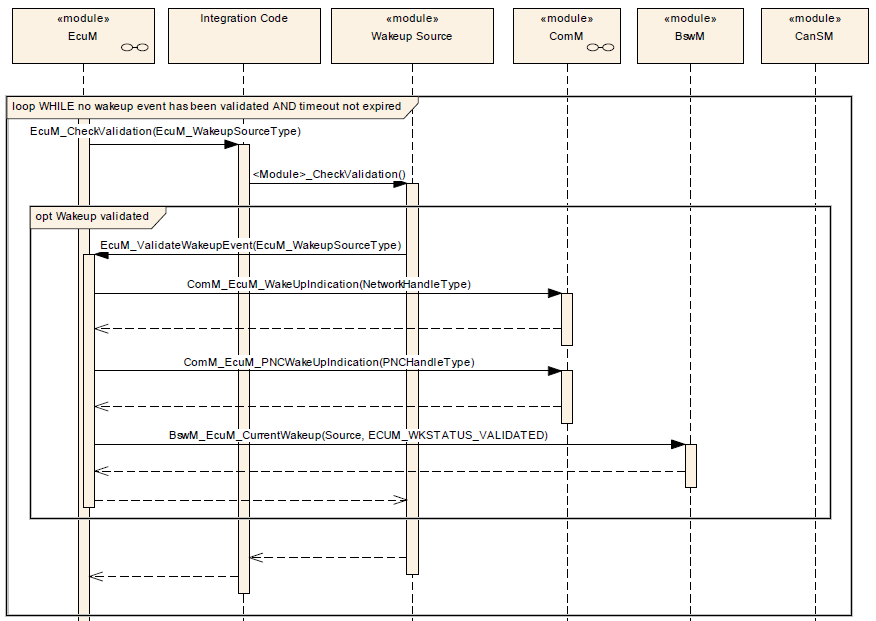 «module»
EcuM
Integration Code
«module»
Wakeup Source
«module»
ComM
«module»
BswM
«module»
CanSM
loop WHILE no wakeup event has been validated AND timeout not expired
EcuM_CheckValidation(EcuM_WakeupSourceType)
<Module>_CheckValidation()
opt Wakeup validated
EcuM_ValidateWakeupEvent(EcuM_WakeupSourceType)
ComM_EcuM_WakeUpIndication(NetworkHandleType)
ComM_EcuM_PNCWakeUpIndication(PNCHandleType)
BswM_EcuM_CurrentWakeup(Source, ECUM_WKSTATUS_VALIDATED)